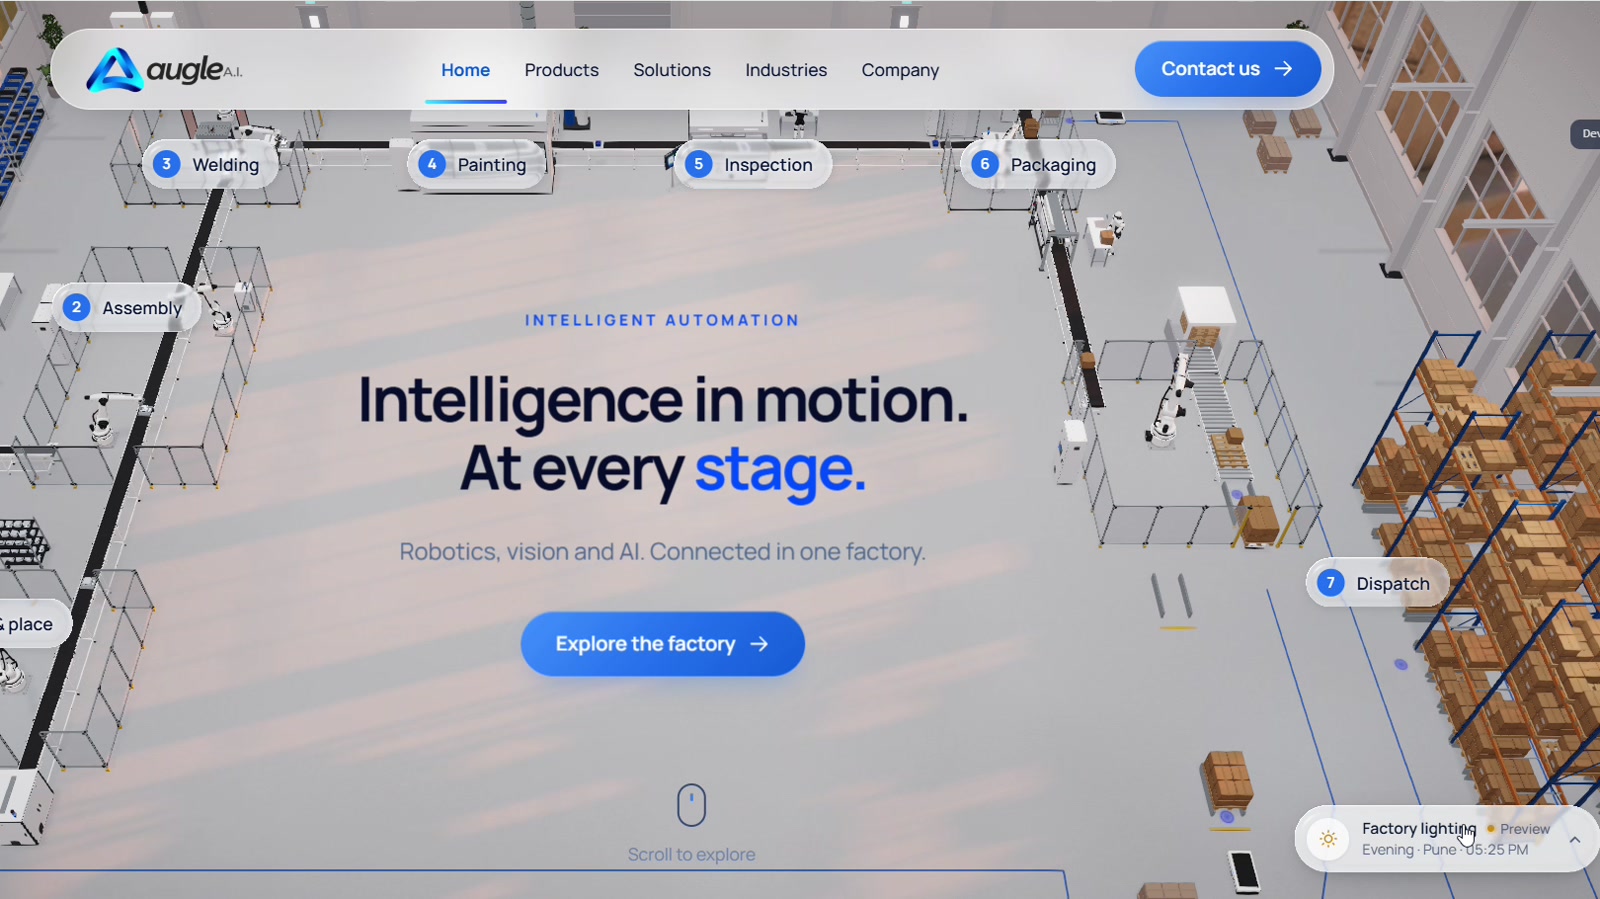 augle A.I.
Home
Products
Solutions
Industries
Company
Contact us
Dev
3 Welding
4 Painting
5 Inspection
6 Packaging
2 Assembly
INTELLIGENT AUTOMATION
Intelligence in motion.
At every stage.
Robotics, vision and AI. Connected in one factory.
Explore the factory
7 Dispatch
& place
Scroll to explore
Factory lighting
Preview
Evening · Pune · 05:25 PM